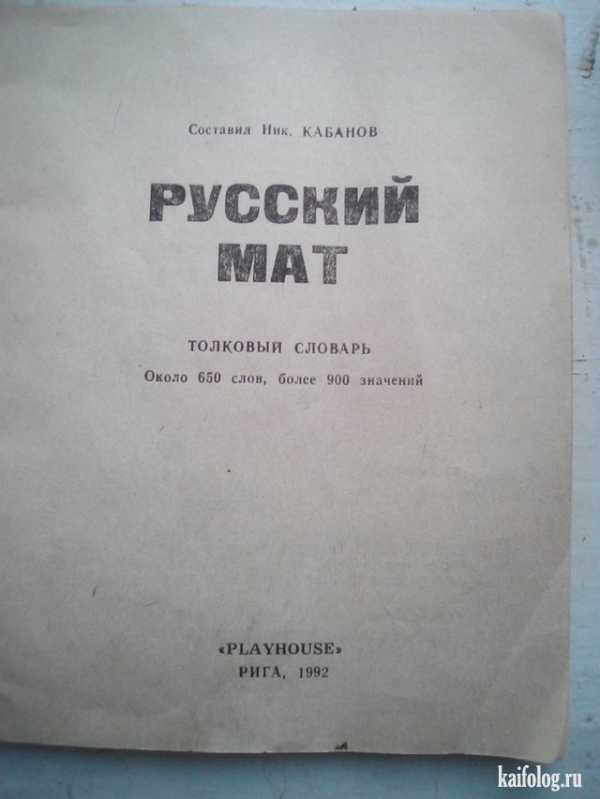 Составил Ник. КАБАНОВ
РУССКИЙ
МАТ
ТОЛКОВЫЙ СЛОВАРЬ
Около 650 слов, более 900 значений
«PLAYHOUSE»
РИГА, 1992
kaifolog.ru